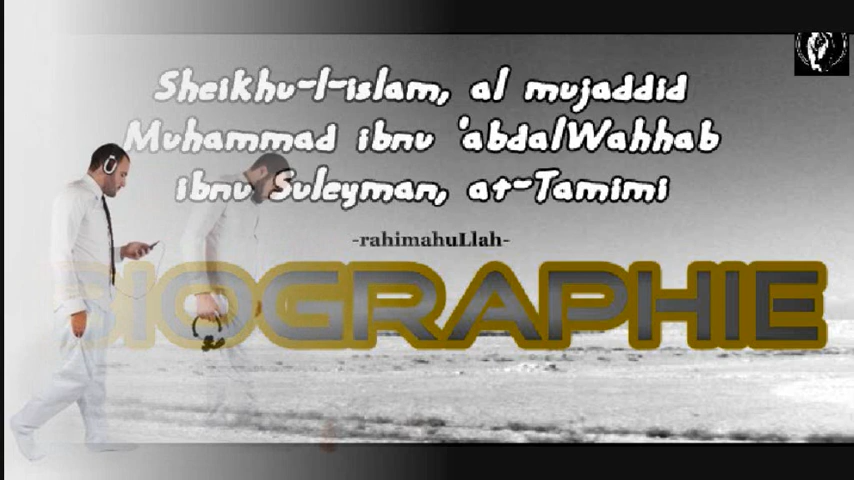 Sheikhu-l-islam, al mujaddid
Muhammad ibnu 'abdalWahhab
ibnu Suleyman, at-Tamimi
-rahimahuLlah-
BIOGRAPHIE